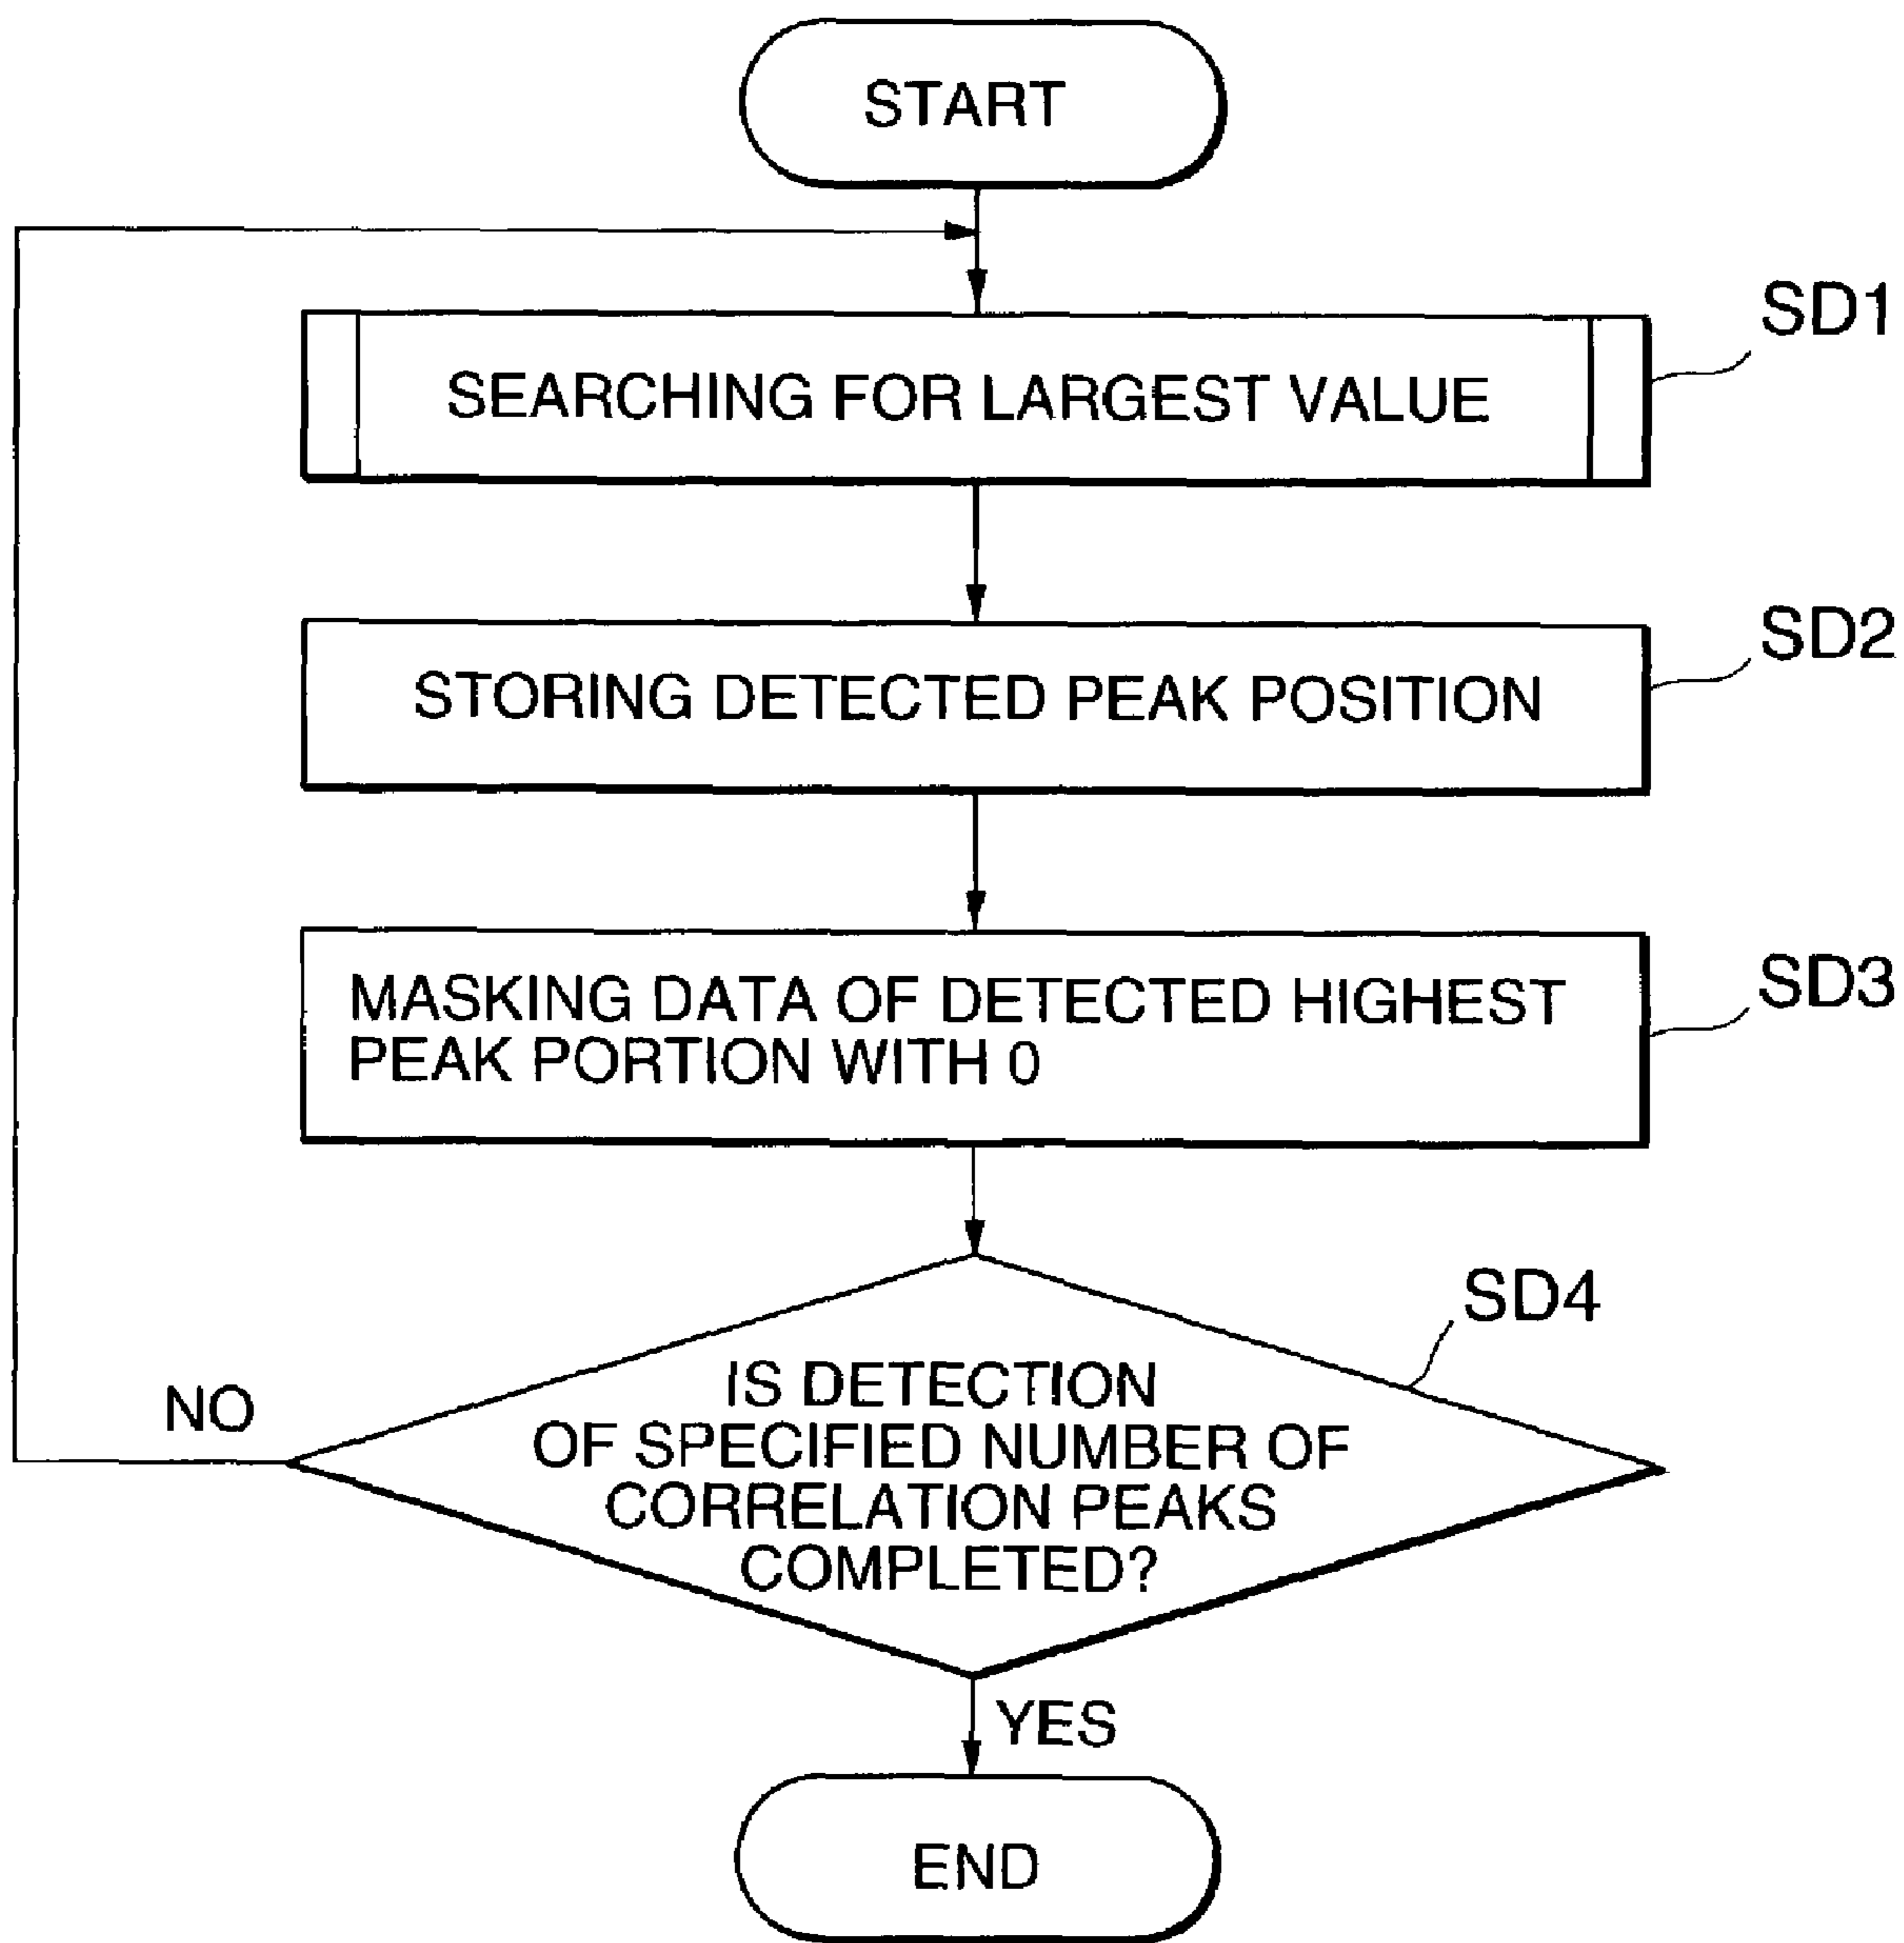 START
SD1
SEARCHING FOR LARGEST VALUE
SD2
STORING DETECTED PEAK POSITION
SD3
MASKING DATA OF DETECTED HIGHEST
PEAK PORTION WITH 0
SD4
IS DETECTION
OF SPECIFIED NUMBER OF
CORRELATION PEAKS
COMPLETED?
NO
YES
END